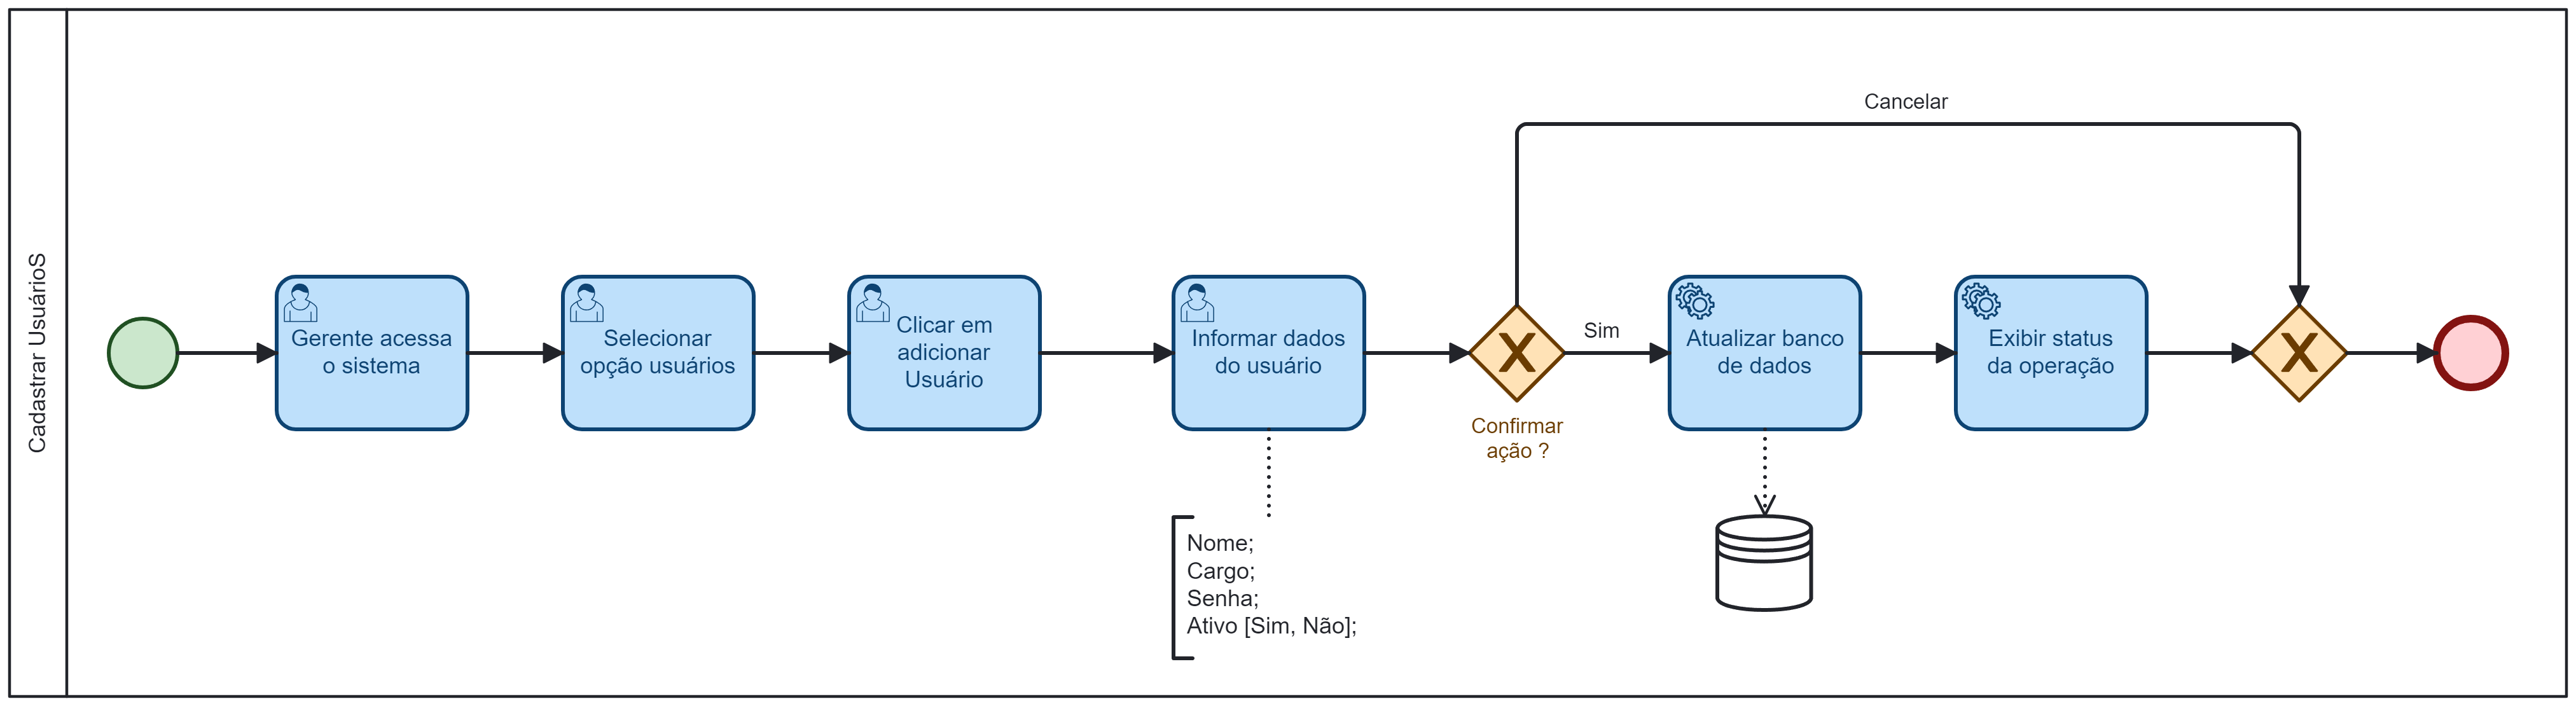 Cadastrar UsuárioS
Gerente acessa
o sistema
Selecionar
opção usuários
Clicar em
adicionar
Usuário
Informar dados
do usuário
Nome;
Cargo;
Senha;
Ativo [Sim, Não];
X
Confirmar
ação ?
Cancelar
Sim
Atualizar banco
de dados
Exibir status
da operação
X